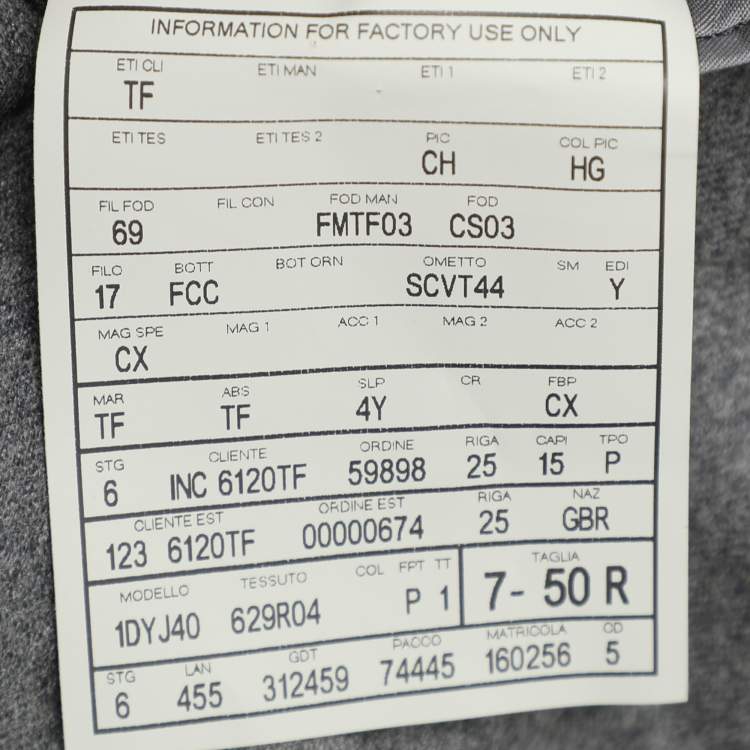 INFORMATION FOR FACTORY USE ONLY
ETI CLI ETI MAN ETI 1 ETI 2
TF
ETI TES ETI TES 2 PIC COL PIC
CH HG
FIL FOD FIL CON FOD MAN FOD
69 FMTF03 CS03
FILO BOTT BOT ORN OMETTO SM EDI
17 FCC SCVT44 Y
MAG SPE MAG 1 ACC 1 MAG 2 ACC 2
CX
MAR ABS SLP CR FBP
TF TF 4Y CX
STG CLIENTE ORDINE RIGA CAPI TPO
6 INC 6120TF 59898 25 15 P
CLIENTE EST ORDINE EST RIGA NAZ
123 6120TF 00000674 25 GBR
MODELLO TESSUTO COL FPT TT TAGLIA
1DYJ40 629R04 P 1 7- 50 R
STG LAN GDT PACCO MATRICOLA CD
6 455 312459 74445 160256 5